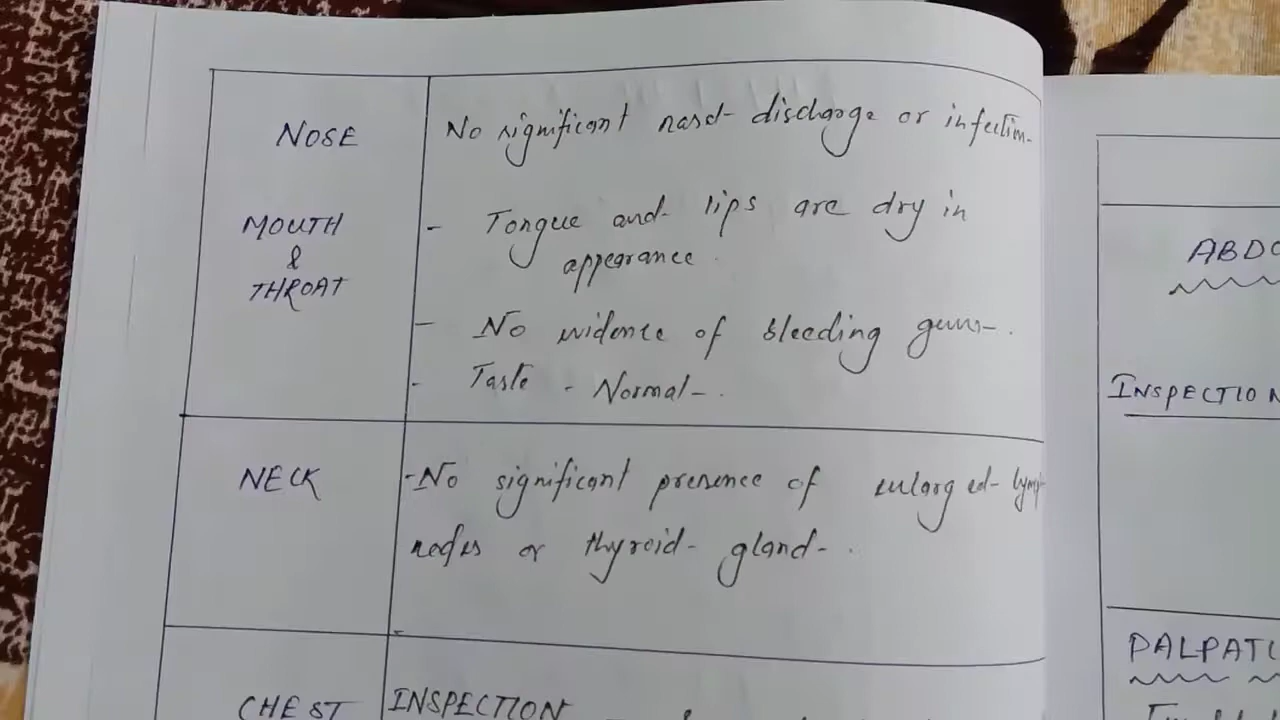 NOSE
No significant nasal discharge or infection.
MOUTH
&
THROAT
- Tongue and lips are dry in
appearance.
- No evidence of bleeding gums.
- Taste - Normal.
NECK
- No significant presence of enlarged lymp
nodes or thyroid gland.
CHEST
INSPECTION
ABDO
INSPECTION
PALPATI